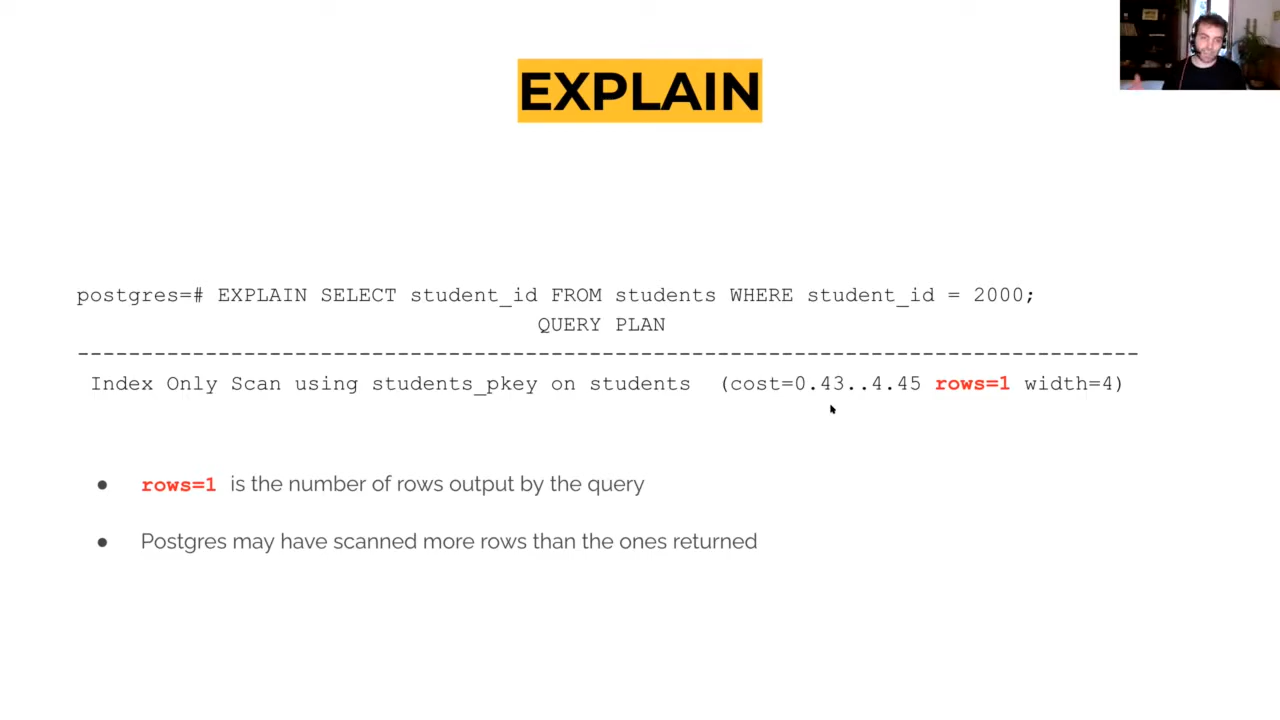 EXPLAIN
postgres=# EXPLAIN SELECT student_id FROM students WHERE student_id = 2000;
QUERY PLAN
-----------------------------------------------------------------------------------
Index Only Scan using students_pkey on students (cost=0.43..4.45 rows=1 width=4)
● rows=1 is the number of rows output by the query
● Postgres may have scanned more rows than the ones returned